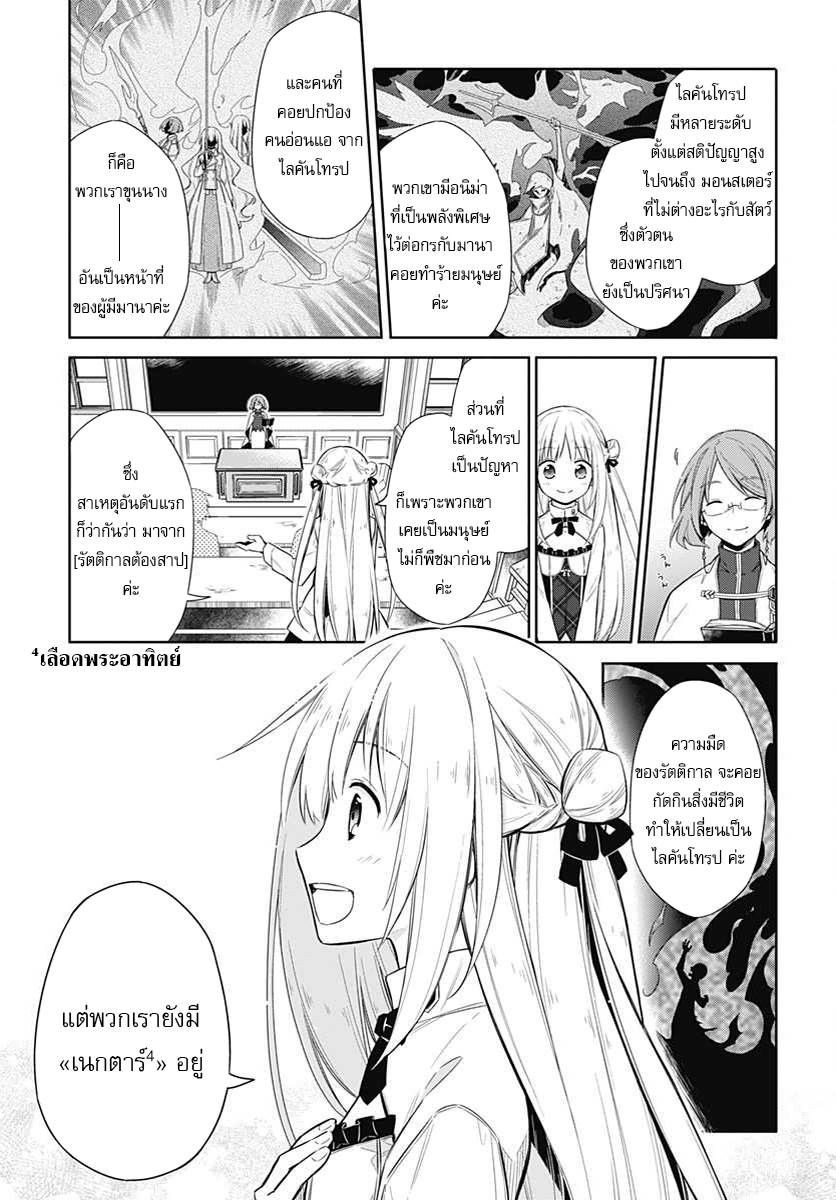 ไลคันโทรป
มีหลายระดับ
ตั้งแต่สติปัญญาสูง
ไปจนถึง มอนสเตอร์
ที่ไม่ต่างอะไรกับสัตว์
ซึ่งตัวตน
ของพวกเขา
ยังเป็นปริศนา
พวกเขามีอนิม่า
ที่เป็นพลังพิเศษ
ไว้ต่อกรกับมานา
คอยทำร้ายมนุษย์
ค่ะ
และคนที่
คอยปกป้อง
คนอ่อนแอ จาก
ไลคันโทรป
ก็คือ
พวกเราขุนนาง
อันเป็นหน้าที่
ของผู้มีมานาค่ะ
うん
うん
ส่วนที่
ไลคันโทรป
เป็นปัญหา
ก็เพราะพวกเขา
เคยเป็นมนุษย์
ไม่ก็พืชมาก่อน
ค่ะ
ซึ่ง
สาเหตุอันดับแรก
ก็ว่ากันว่า มาจาก
[รัตติกาลต้องสาป]
ค่ะ
⁴เลือดพระอาทิตย์
ความมืด
ของรัตติกาล จะคอย
กัดกินสิ่งมีชีวิต
ทำให้เปลี่ยนเป็น
ไลคันโทรป ค่ะ
แต่พวกเรายังมี
«เนกตาร์⁴» อยู่